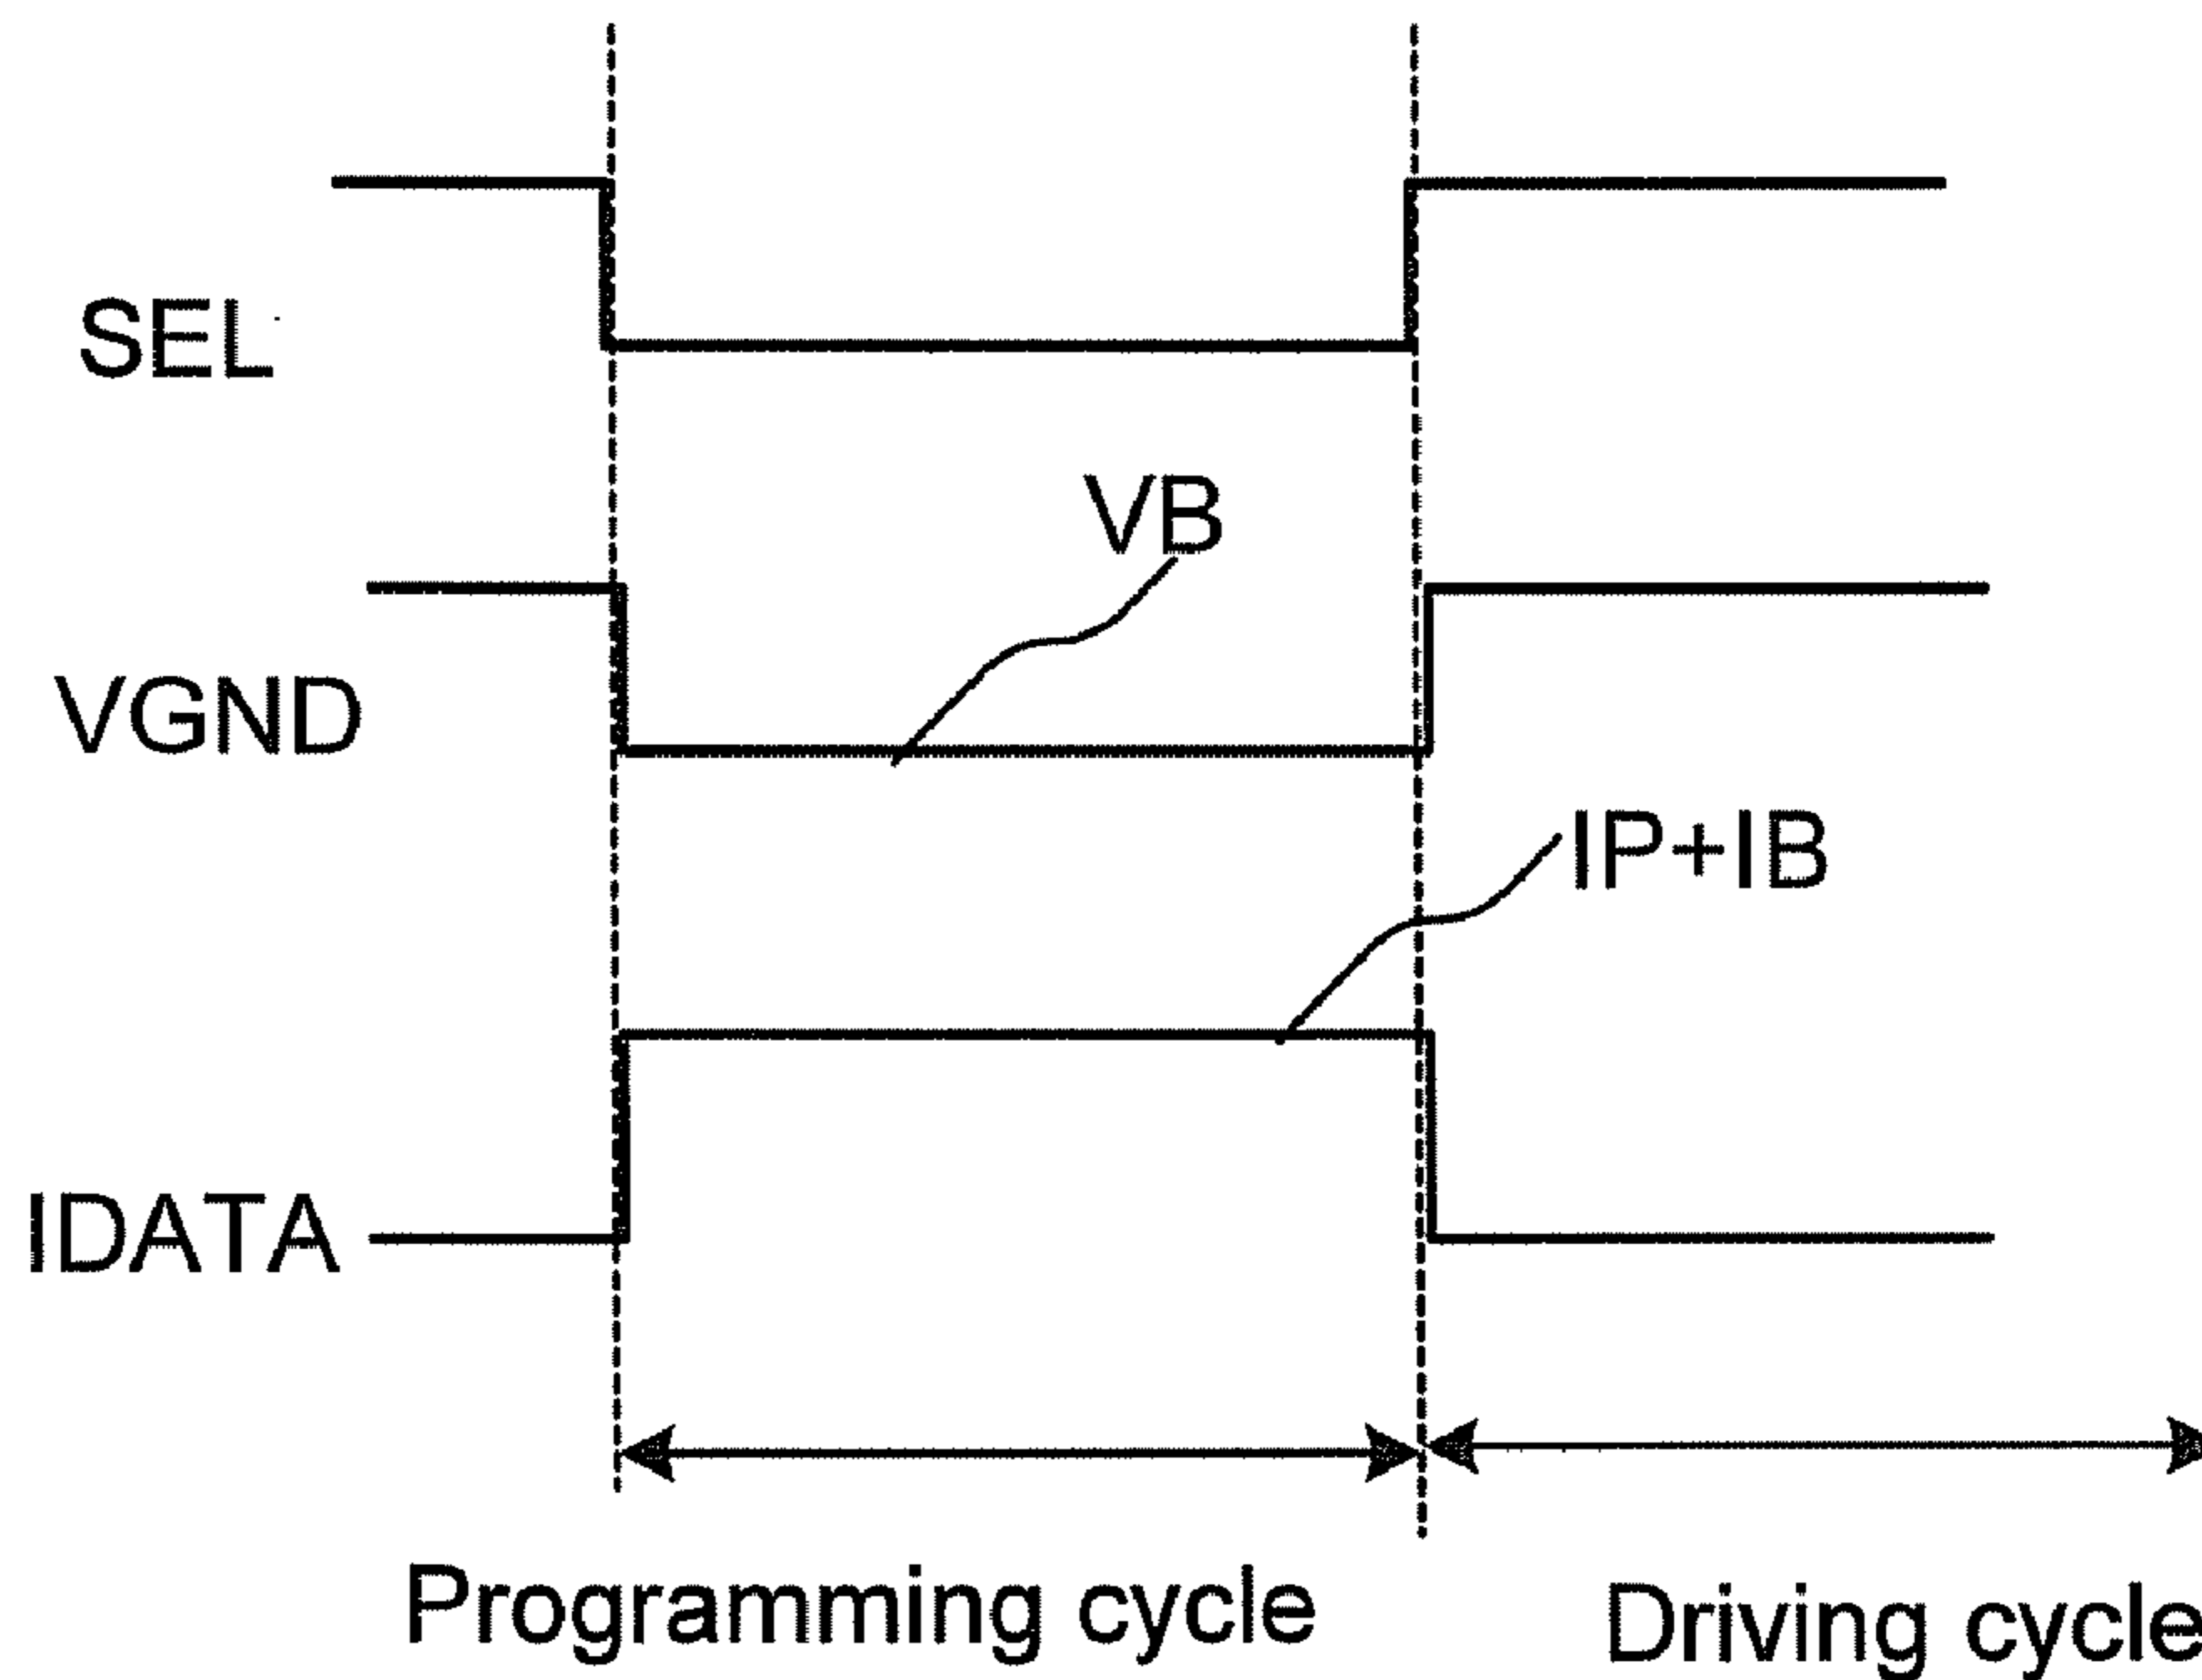 SEL
VB
VGND
IP+IB
IDATA
Programming cycle
Driving cycle